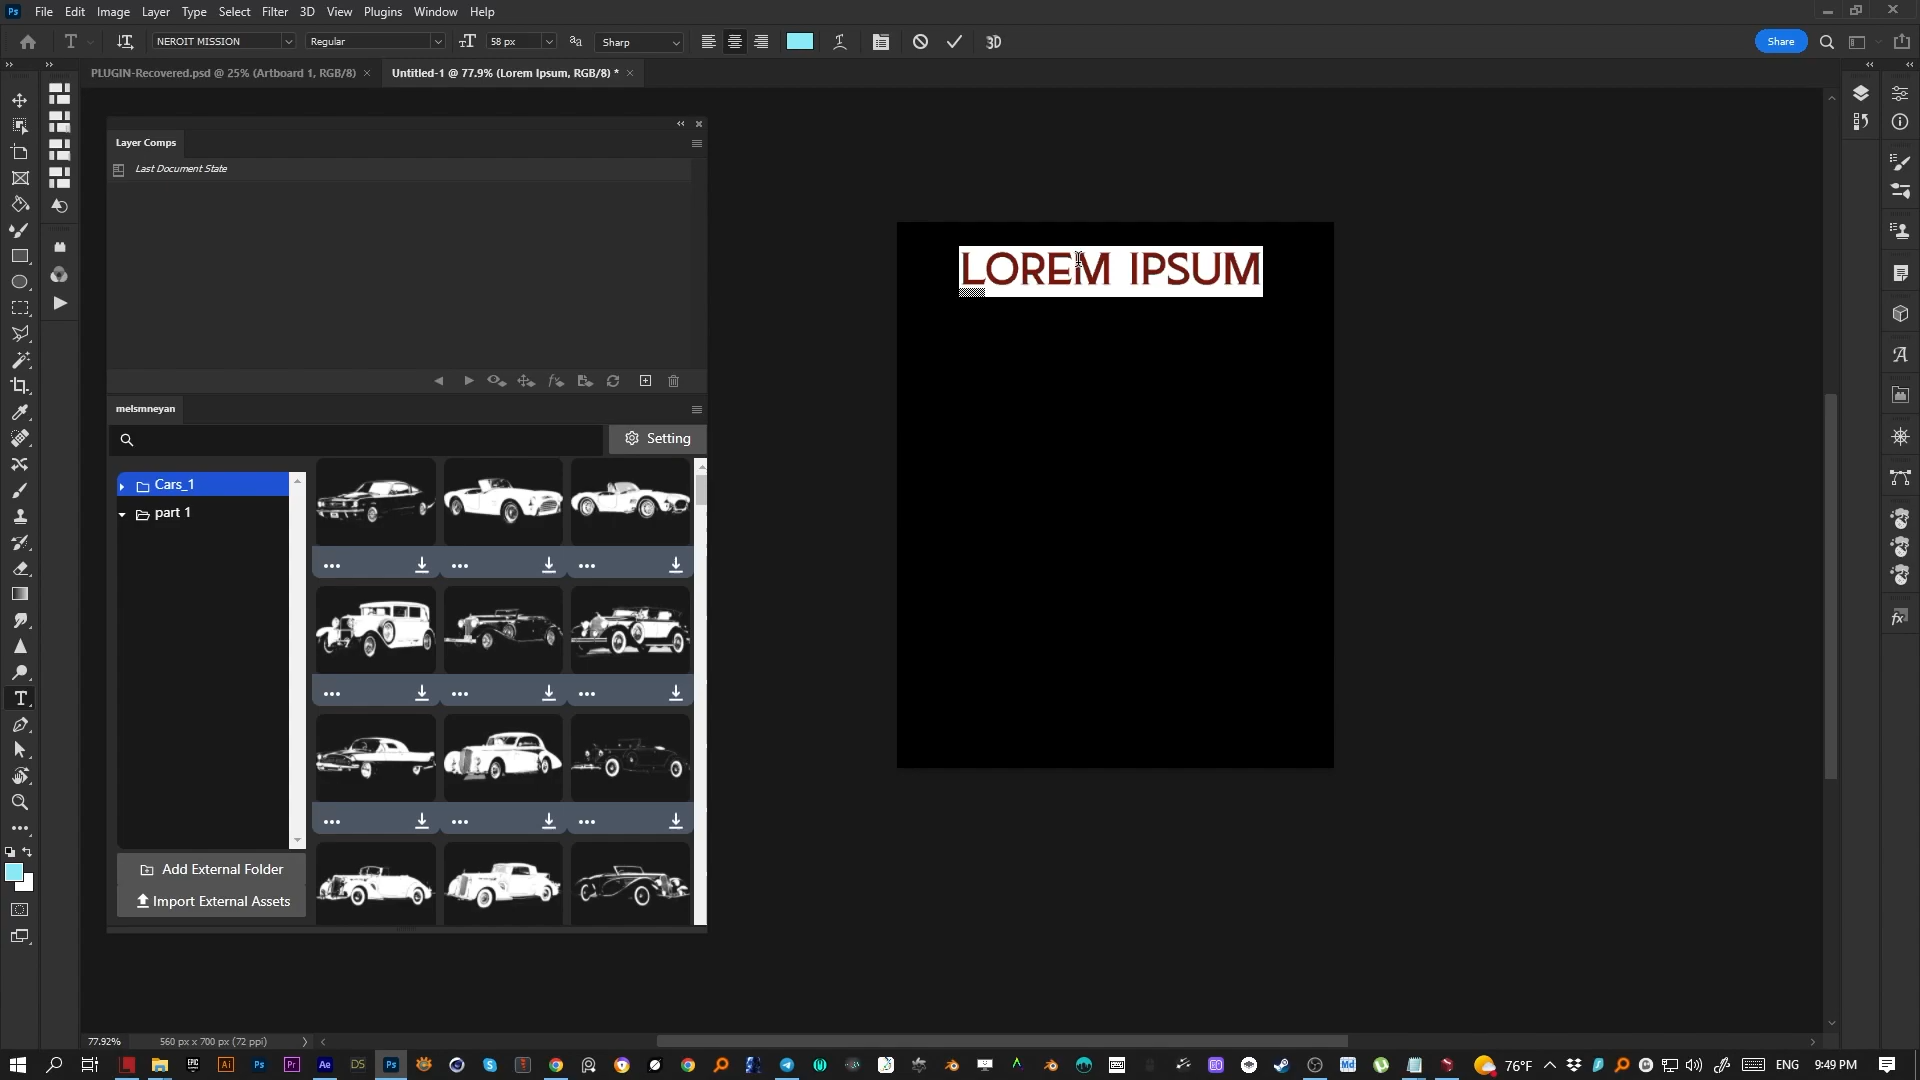 Ps File Edit Image Layer Type Select Filter 3D View Plugins Window Help
NEROIT MISSION Regular 58 px Sharp 3D Share
PLUGIN-Recovered.psd @ 25% (Artboard 1, RGB/8) × Untitled-1 @ 77.9% (Lorem Ipsum, RGB/8) * ×
Layer Comps
Last Document State
LOREM IPSUM
melsmneyan
Setting
Cars_1
part 1
Add External Folder
Import External Assets
77.92% 560 px x 700 px (72 ppi)
76°F ENG 9:49 PM